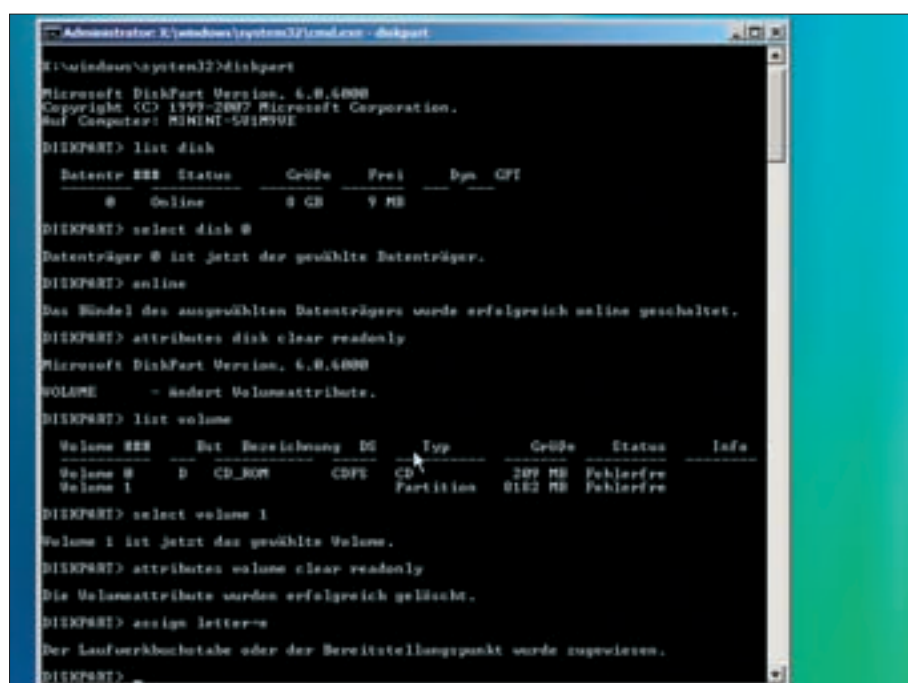 Administrator: X:\windows\system32\cmd.exe - diskpart
X:\windows\system32>diskpart
Microsoft DiskPart Version, 6.0.6000
Copyright (C) 1999-2007 Microsoft Corporation.
Auf Computer: MININT-SU1M9VE
DISKPART> list disk
Datentr ### Status Größe Frei Dyn GPT
0 Online 8 GB 9 MB
DISKPART> select disk 0
Datenträger 0 ist jetzt der gewählte Datenträger.
DISKPART> online
Das Bündel des ausgewählten Datenträgers wurde erfolgreich online geschaltet.
DISKPART> attributes disk clear readonly
Microsoft DiskPart Version, 6.0.6000
VOLUME - Ändert Volumeattribute.
DISKPART> list volume
Volume ### Bst Bezeichnung DS Typ Größe Status Info
Volume 0 D CD_ROM CDFS CD 209 MB Fehlerfre
Volume 1 Partition 8182 MB Fehlerfre
DISKPART> select volume 1
Volume 1 ist jetzt das gewählte Volume.
DISKPART> attributes volume clear readonly
Die Volumeattribute wurden erfolgreich gelöscht.
DISKPART> assign letter=e
Der Laufwerkbuchstabe oder der Bereitstellungspunkt wurde zugewiesen.
DISKPART> _